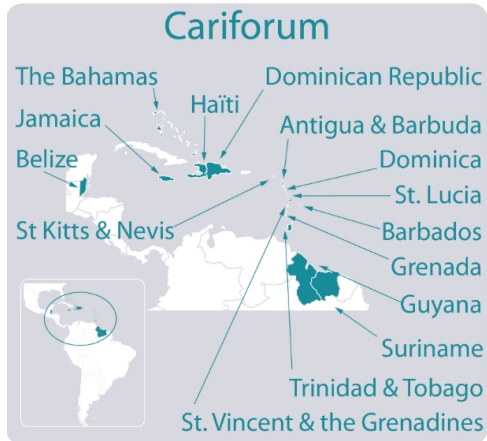 Cariforum
The Bahamas
Dominican Republic
Haïti
Jamaica
Antigua & Barbuda
Belize
Dominica
St. Lucia
St Kitts & Nevis
Barbados
Grenada
Guyana
Suriname
Trinidad & Tobago
St. Vincent & the Grenadines